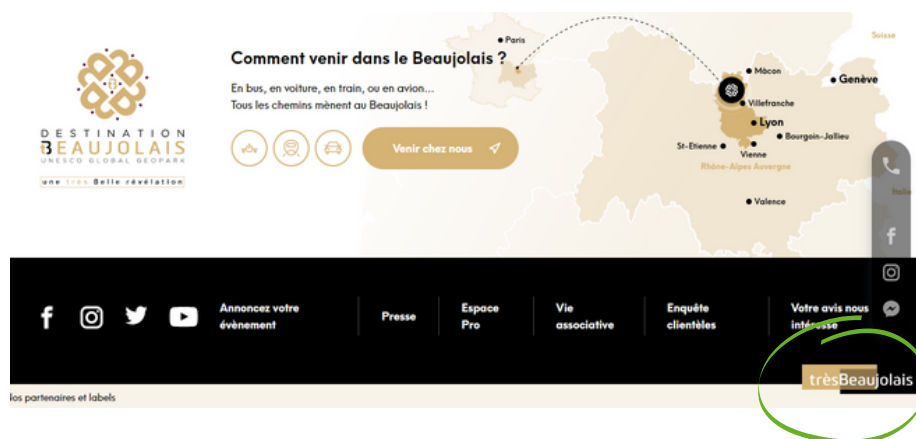 DESTINATION
BEAUJOLAIS
UNESCO GLOBAL GEOPARK
une très Belle révélation
Comment venir dans le Beaujolais ?
En bus, en voiture, en train, ou en avion...
Tous les chemins mènent au Beaujolais !
Venir chez nous
Paris
Suisse
Mâcon
Genève
Villefranche
Lyon
Bourgoin-Jallieu
St-Etienne
Vienne
Rhône-Alpes Auvergne
Italie
Valence
Annoncez votre
évènement
Presse
Espace
Pro
Vie
associative
Enquête
clientèles
Votre avis nous
intéresse
trèsBeaujolais
Nos partenaires et labels